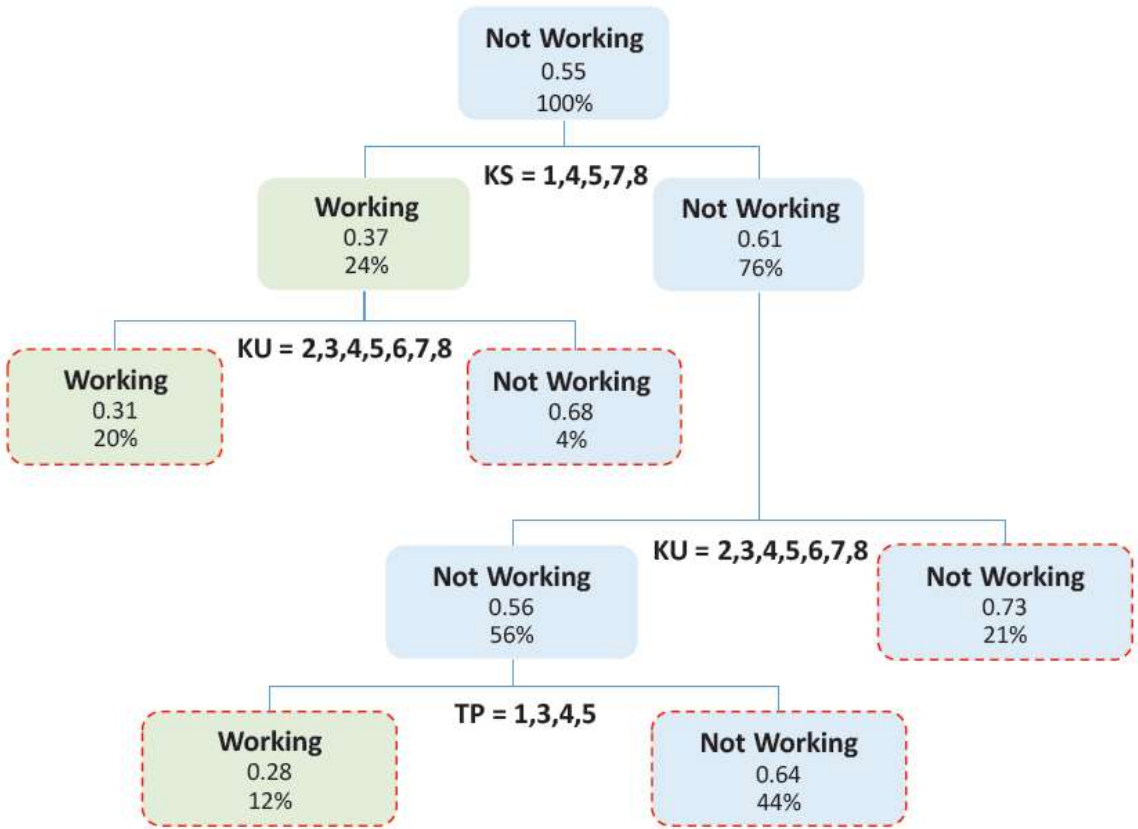 Not Working
0.55
100%
KS = 1,4,5,7,8
Working
0.37
24%
Not Working
0.61
76%
KU = 2,3,4,5,6,7,8
Working
0.31
20%
Not Working
0.68
4%
KU = 2,3,4,5,6,7,8
Not Working
0.56
56%
Not Working
0.73
21%
TP = 1,3,4,5
Working
0.28
12%
Not Working
0.64
44%